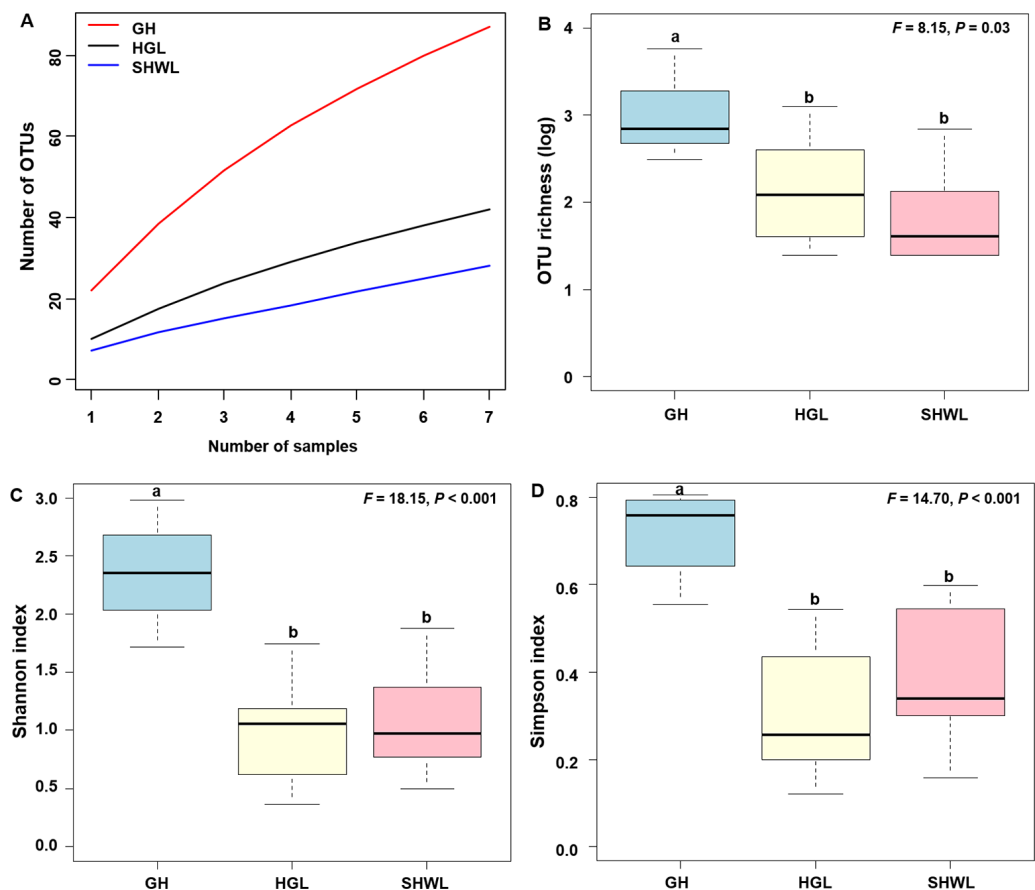 A
GH
HGL
SHWL
Number of OTUs
0 20 40 60 80
1 2 3 4 5 6 7
Number of samples
B
F = 8.15, P = 0.03
OTU richness (log)
4
3
2
1
0
a
b
b
GH HGL SHWL
C
F = 18.15, P < 0.001
Shannon index
3.0
2.5
2.0
1.5
1.0
0.5
0.0
a
b
b
GH HGL SHWL
D
F = 14.70, P < 0.001
Simpson index
0.8
0.6
0.4
0.2
0.0
a
b
b
GH HGL SHWL